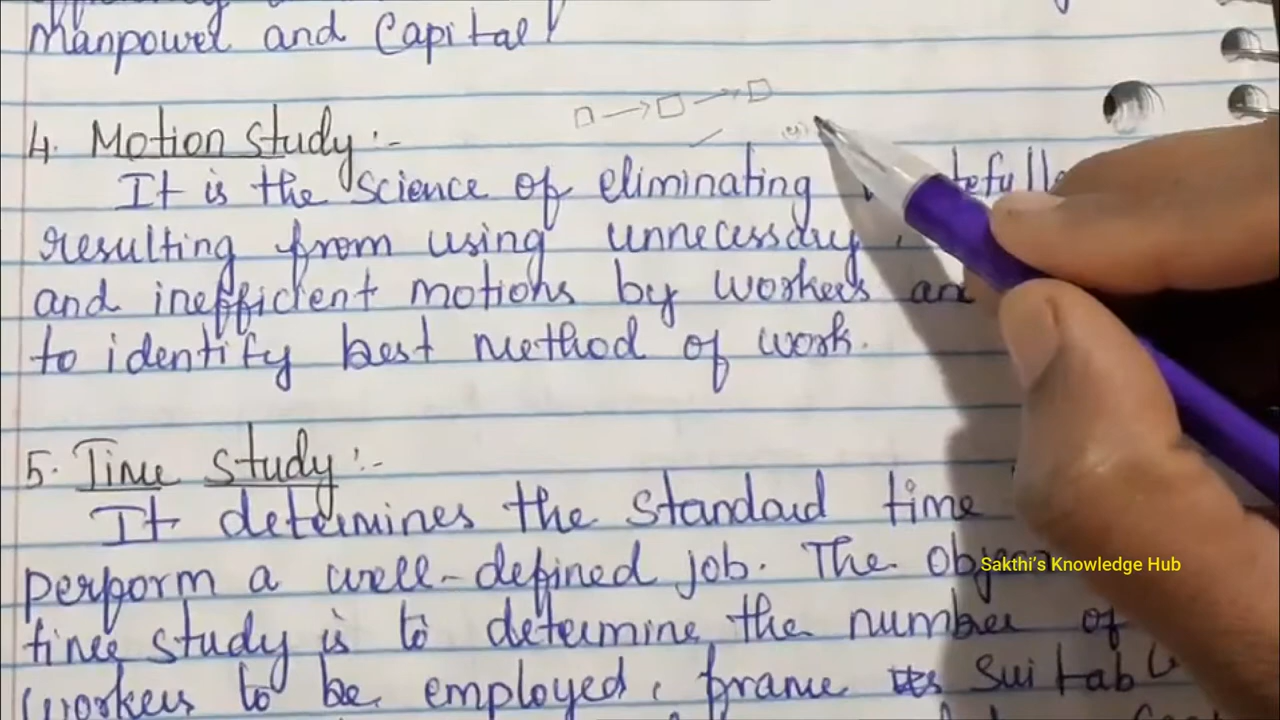 Manpower and Capital!
4. Motion Study :-
It is the science of eliminating
resulting from using unnecessary,
and inefficient motions by workers
to identify best method of work.
5. Time Study :-
It determines the standard time
perform a well-defined job. The
time study is to determine the number of
workers to be employed, frame
Sakthi's Knowledge Hub